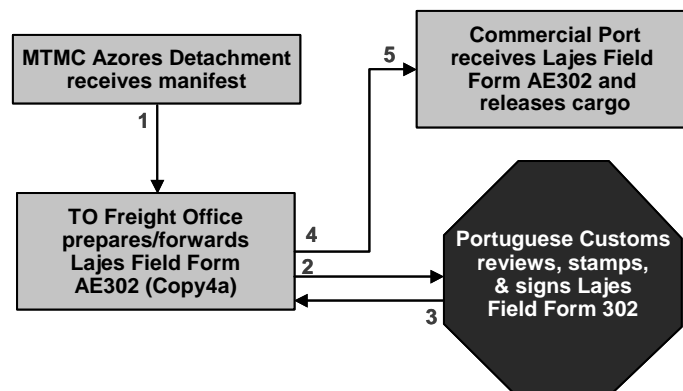 MTMC Azores Detachment
receives manifest
1
TO Freight Office
prepares/forwards
Lajes Field Form
AE302 (Copy4a)
4
2
3
5
Commercial Port
receives Lajes Field
Form AE302 and
releases cargo
Portuguese Customs
reviews, stamps,
& signs Lajes
Field Form 302